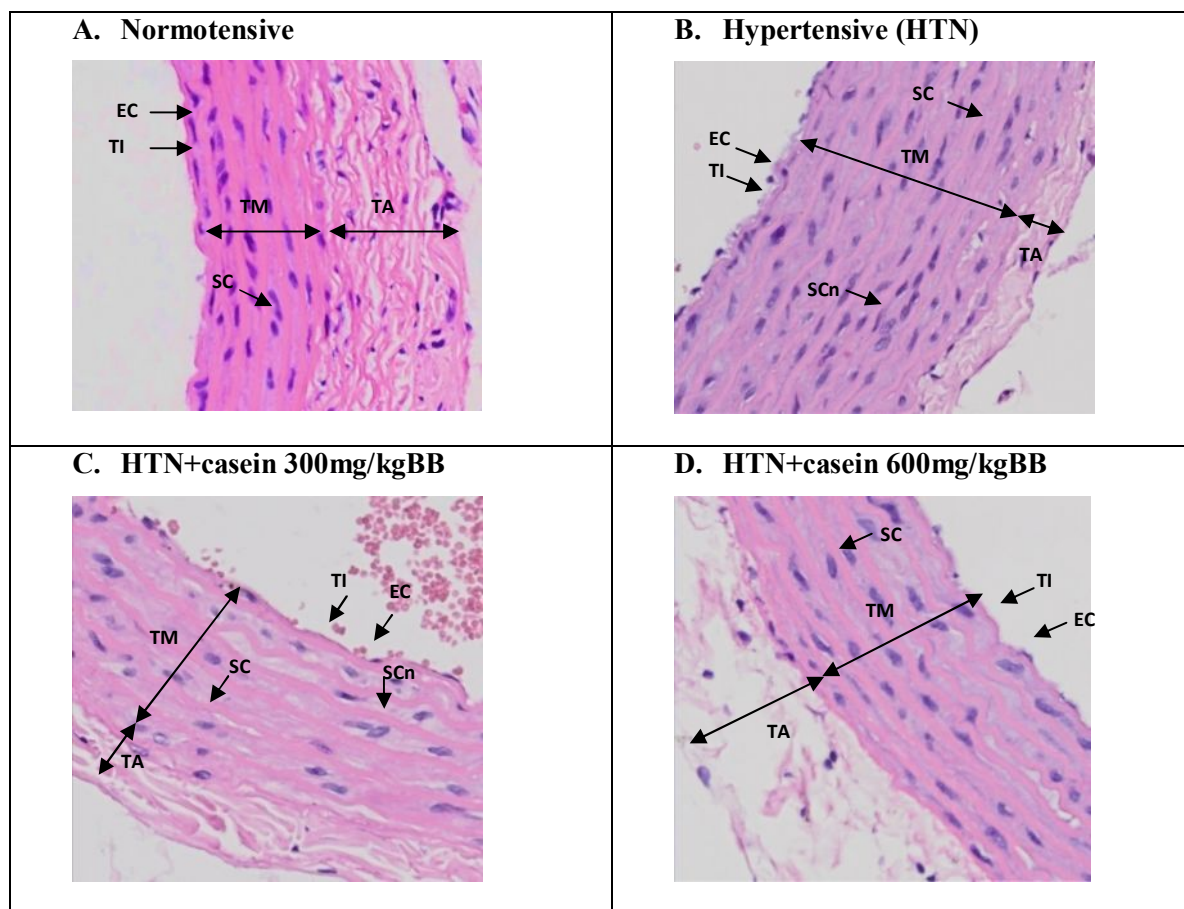 A. Normotensive
EC
TI
TM
TA
SC
B. Hypertensive (HTN)
SC
EC
TM
TI
TA
SCn
C. HTN+casein 300mg/kgBB
TI
EC
TM
SC
SCn
TA
D. HTN+casein 600mg/kgBB
SC
TI
TM
EC
TA